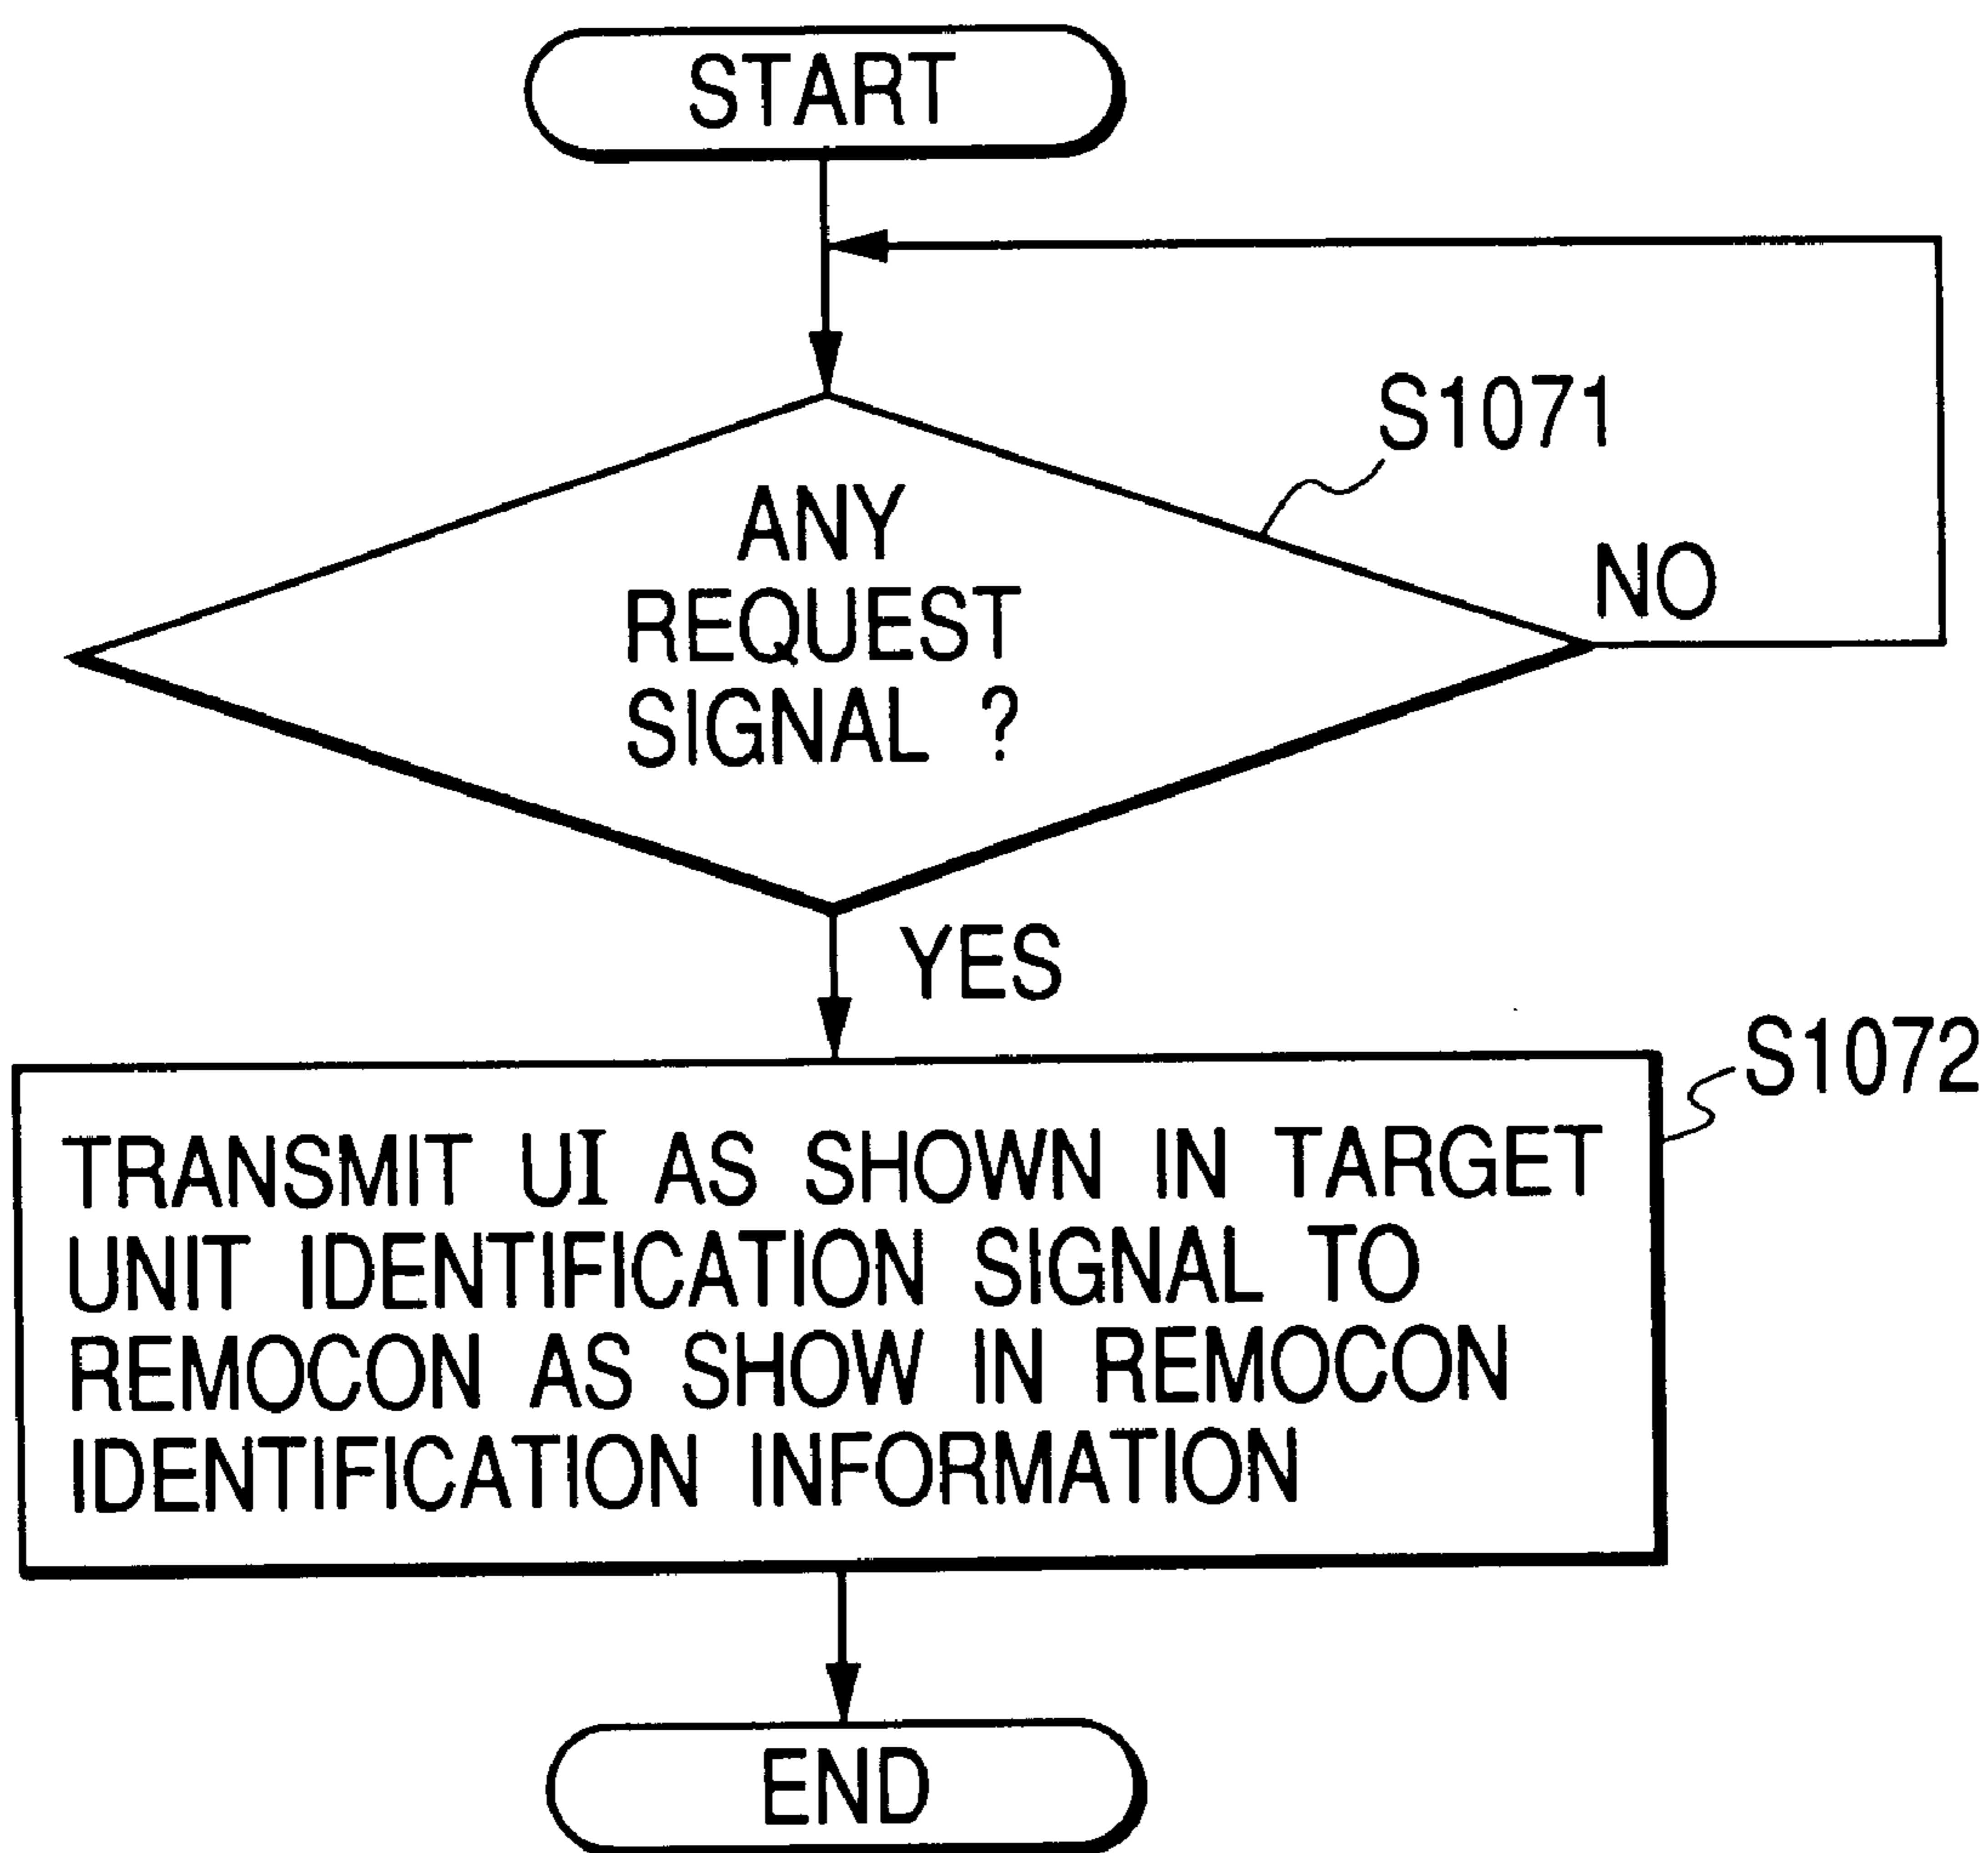 START
S1071
ANY
REQUEST
SIGNAL ?
NO
YES
S1072
TRANSMIT UI AS SHOWN IN TARGET
UNIT IDENTIFICATION SIGNAL TO
REMOCON AS SHOW IN REMOCON
IDENTIFICATION INFORMATION
END